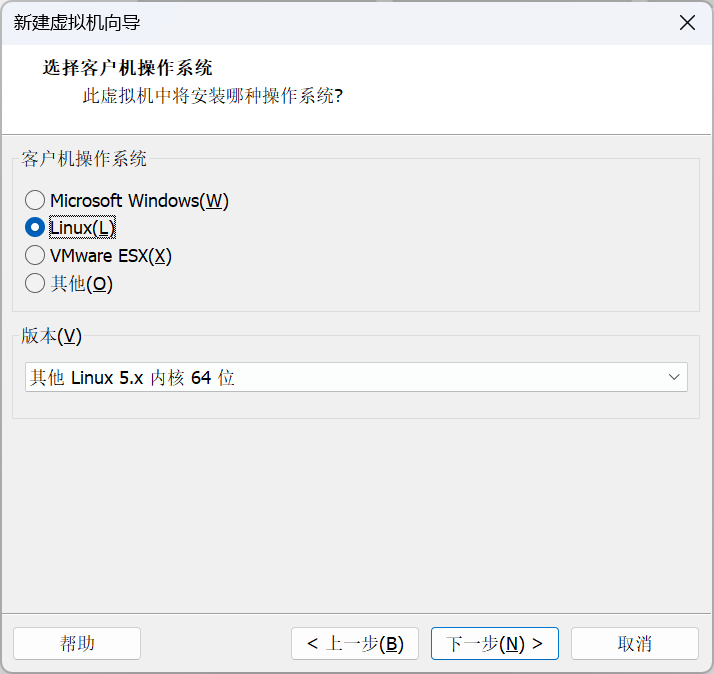 新建虚拟机向导
选择客户机操作系统
此虚拟机中将安装哪种操作系统?
客户机操作系统
Microsoft Windows(W)
Linux(L)
VMware ESX(X)
其他(O)
版本(V)
其他 Linux 5.x 内核 64 位
帮助
< 上一步(B)
下一步(N) >
取消